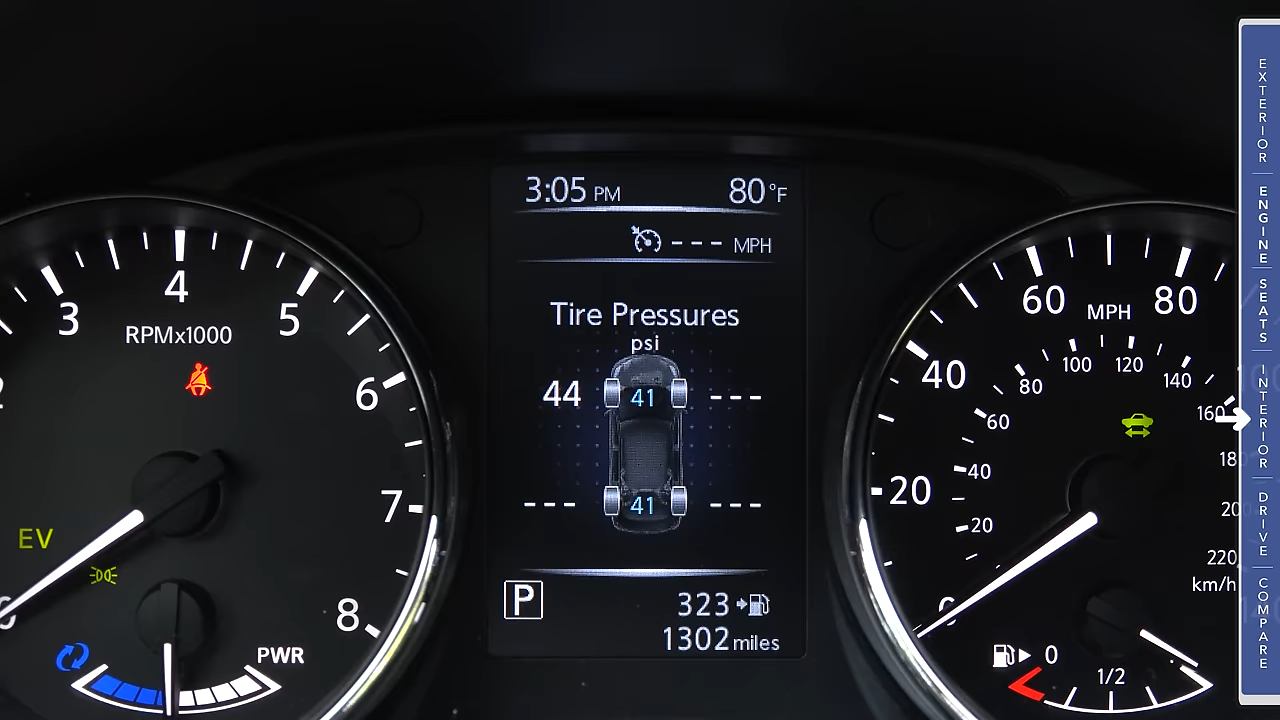 3:05 PM 80°F
--- MPH
Tire Pressures
psi
44 41 ---
--- 41 ---
P 323
1302 miles
3 4 5 6 7 8
RPMx1000
EV
PWR
20 40 60 80
MPH
20 40 60 80 100 120 140 160
220
km/h
0
1/2
EXTERIOR
ENGINE
SEATS
INTERIOR
DRIVE
COMPARE